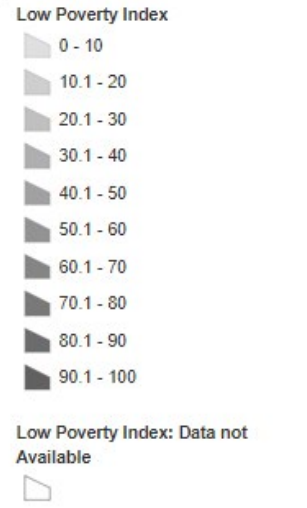 Low Poverty Index
0 - 10
10.1 - 20
20.1 - 30
30.1 - 40
40.1 - 50
50.1 - 60
60.1 - 70
70.1 - 80
80.1 - 90
90.1 - 100
Low Poverty Index: Data not
Available